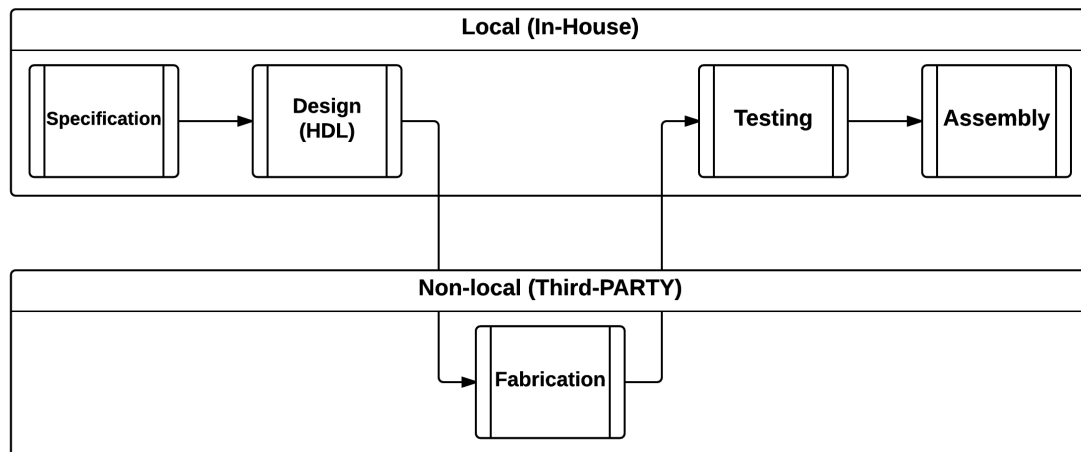 Local (In-House)
Specification
Design
(HDL)
Testing
Assembly
Non-local (Third-PARTY)
Fabrication